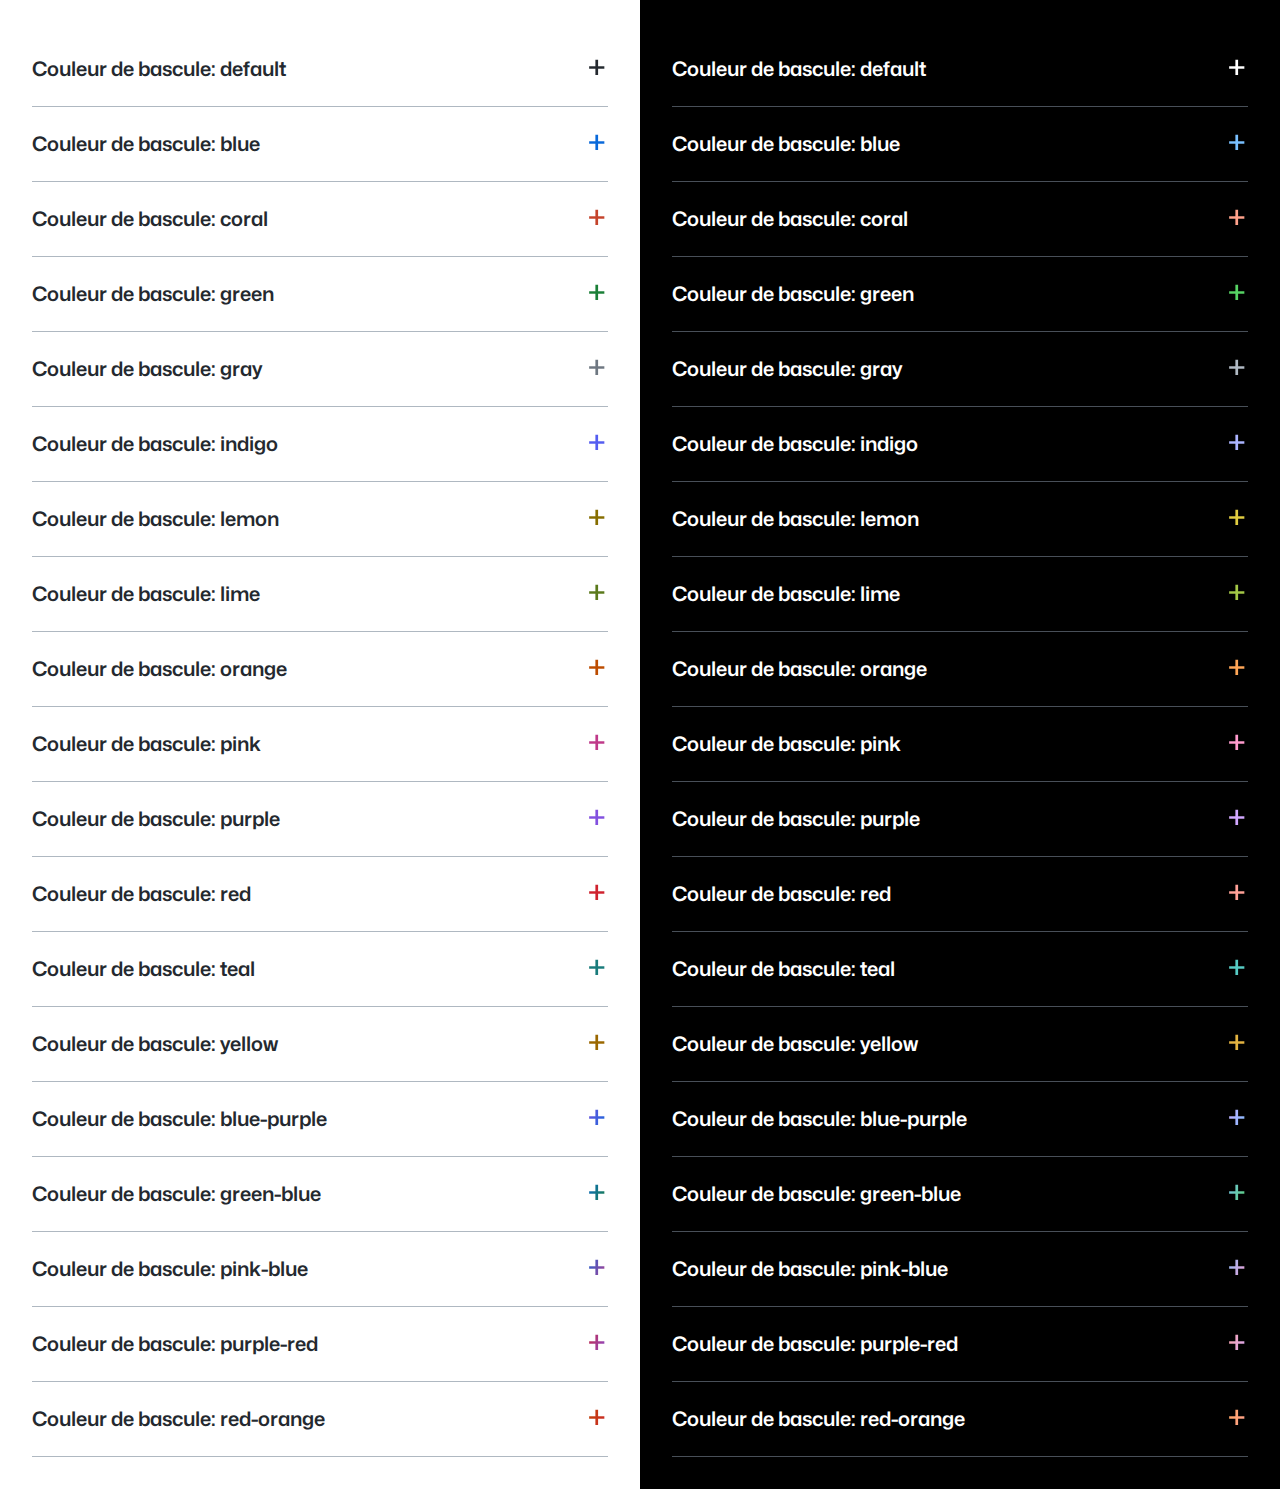 Couleur de bascule: default
Couleur de bascule: blue
Couleur de bascule: coral
Couleur de bascule: green
Couleur de bascule: gray
Couleur de bascule: indigo
Couleur de bascule: lemon
Couleur de bascule: lime
Couleur de bascule: orange
Couleur de bascule: pink
Couleur de bascule: purple
Couleur de bascule: red
Couleur de bascule: teal
Couleur de bascule: yellow
Couleur de bascule: blue-purple
Couleur de bascule: green-blue
Couleur de bascule: pink-blue
Couleur de bascule: purple-red
Couleur de bascule: red-orange
Couleur de bascule: default
Couleur de bascule: blue
Couleur de bascule: coral
Couleur de bascule: green
Couleur de bascule: gray
Couleur de bascule: indigo
Couleur de bascule: lemon
Couleur de bascule: lime
Couleur de bascule: orange
Couleur de bascule: pink
Couleur de bascule: purple
Couleur de bascule: red
Couleur de bascule: teal
Couleur de bascule: yellow
Couleur de bascule: blue-purple
Couleur de bascule: green-blue
Couleur de bascule: pink-blue
Couleur de bascule: purple-red
Couleur de bascule: red-orange